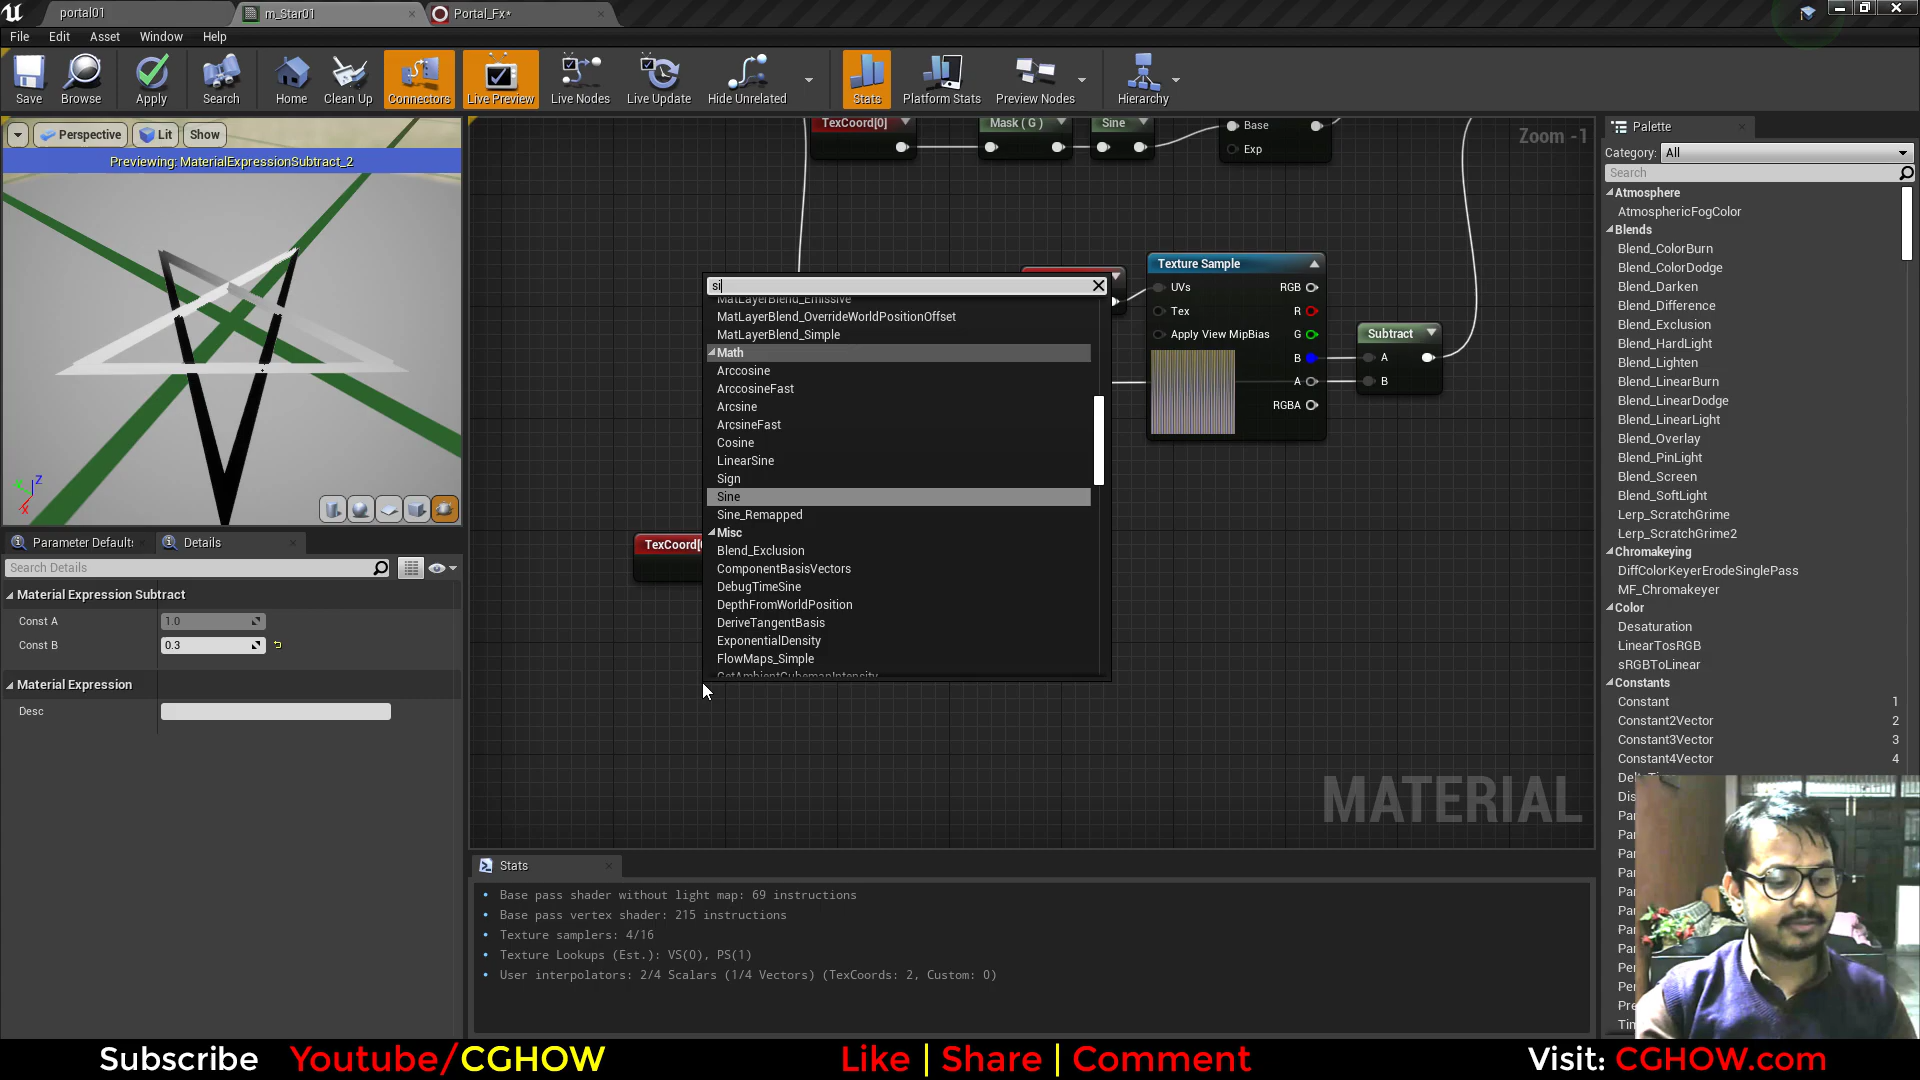 portal01
m_Star01
Portal_Fx*
File Edit Asset Window Help
Save
Browse
Apply
Search
Home
Clean Up
Connectors
Live Preview
Live Nodes
Live Update
Hide Unrelated
Stats
Platform Stats
Preview Nodes
Hierarchy
Perspective
Lit
Show
Previewing: MaterialExpressionSubtract_2
Z
Parameter Defaults
Details
Search Details
Material Expression Subtract
Const A 1.0
Const B 0.3
Material Expression
Desc
TexCoord[0]
Mask ( G )
Sine
Base
Exp
Zoom -1
si
MatLayerBlend_Emissive
MatLayerBlend_OverrideWorldPositionOffset
MatLayerBlend_Simple
Math
Arccosine
ArccosineFast
Arcsine
ArcsineFast
Cosine
LinearSine
Sign
Sine
Sine_Remapped
Misc
Blend_Exclusion
ComponentBasisVectors
DebugTimeSine
DepthFromWorldPosition
DeriveTangentBasis
ExponentialDensity
FlowMaps_Simple
GetAmbientCubemapIntensity
Texture Sample
UVs RGB
Tex R
Apply View MipBias G
B
A
RGBA
Subtract
A
B
MATERIAL
Stats
Base pass shader without light map: 69 instructions
Base pass vertex shader: 215 instructions
Texture samplers: 4/16
Texture Lookups (Est.): VS(0), PS(1)
User interpolators: 2/4 Scalars (1/4 Vectors) (TexCoords: 2, Custom: 0)
Palette
Category: All
Search
Atmosphere
AtmosphericFogColor
Blends
Blend_ColorBurn
Blend_ColorDodge
Blend_Darken
Blend_Difference
Blend_Exclusion
Blend_HardLight
Blend_Lighten
Blend_LinearBurn
Blend_LinearDodge
Blend_LinearLight
Blend_Overlay
Blend_PinLight
Blend_Screen
Blend_SoftLight
Lerp_ScratchGrime
Lerp_ScratchGrime2
Chromakeying
DiffColorKeyerErodeSinglePass
MF_Chromakeyer
Color
Desaturation
LinearTosRGB
sRGBToLinear
Constants
Constant 1
Constant2Vector 2
Constant3Vector 3
Constant4Vector 4
Subscribe Youtube/CGHOW Like | Share | Comment Visit: CGHOW.com